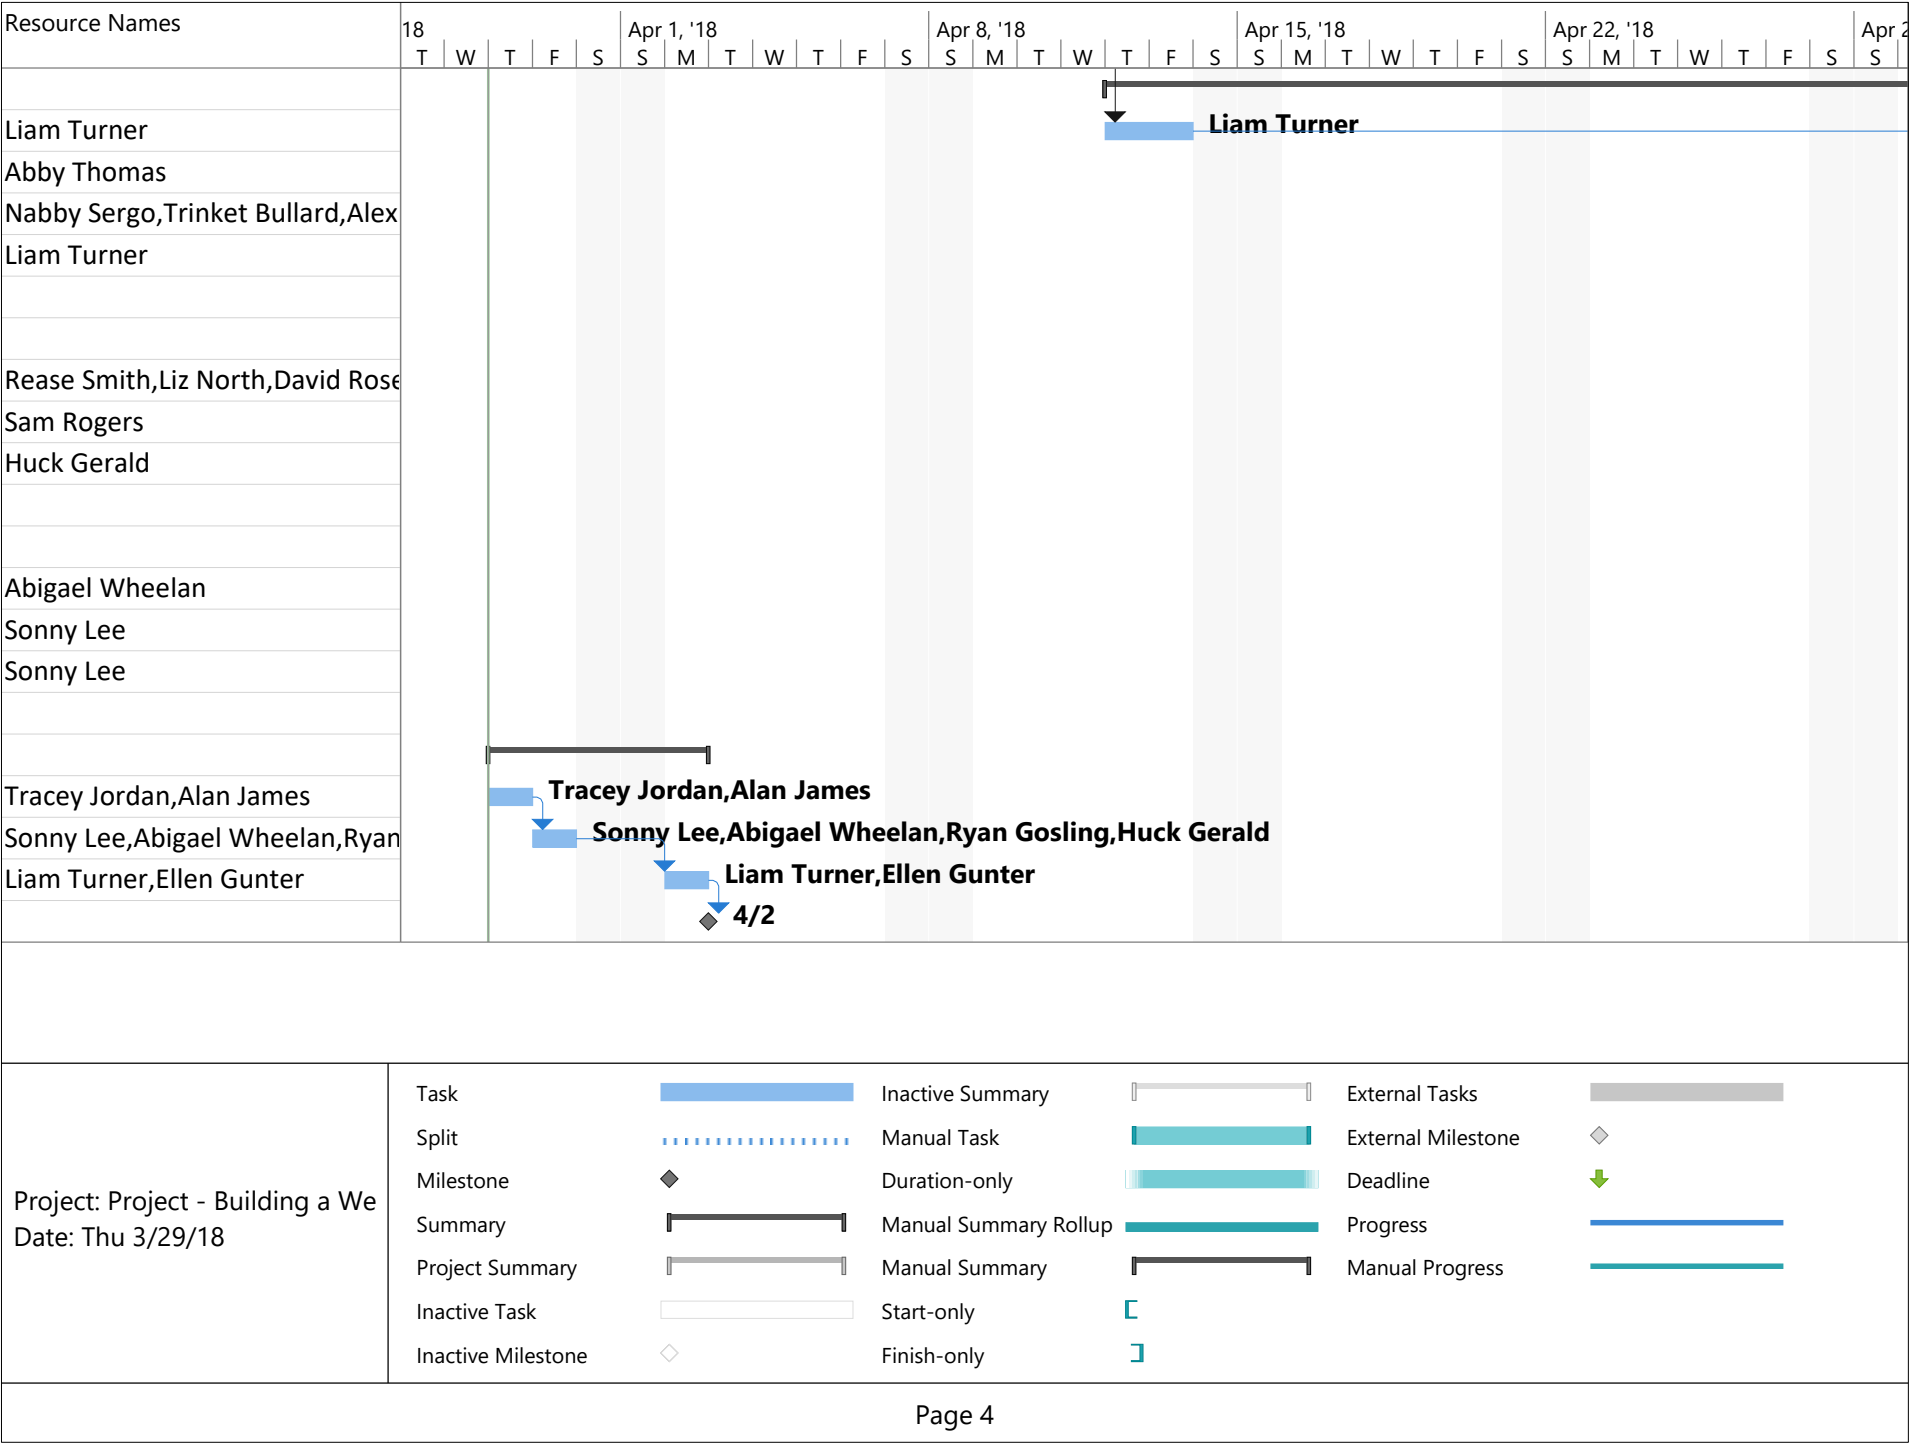 Resource Names
18 Apr 1, '18 Apr 8, '18 Apr 15, '18 Apr 22, '18 Apr 2
T W T F S S M T W T F S S M T W T F S S M T W T F S S M T W T F S S
Liam Turner Liam Turner
Abby Thomas
Nabby Sergo,Trinket Bullard,Alex
Liam Turner
Rease Smith,Liz North,David Rose
Sam Rogers
Huck Gerald
Abigael Wheelan
Sonny Lee
Sonny Lee
Tracey Jordan,Alan James Tracey Jordan,Alan James
Sonny Lee,Abigael Wheelan,Ryan Sonny Lee,Abigael Wheelan,Ryan Gosling,Huck Gerald
Liam Turner,Ellen Gunter Liam Turner,Ellen Gunter
4/2
Project: Project - Building a We
Date: Thu 3/29/18
Task Inactive Summary External Tasks
Split Manual Task External Milestone
Milestone Duration-only Deadline
Summary Manual Summary Rollup Progress
Project Summary Manual Summary Manual Progress
Inactive Task Start-only
Inactive Milestone Finish-only
Page 4